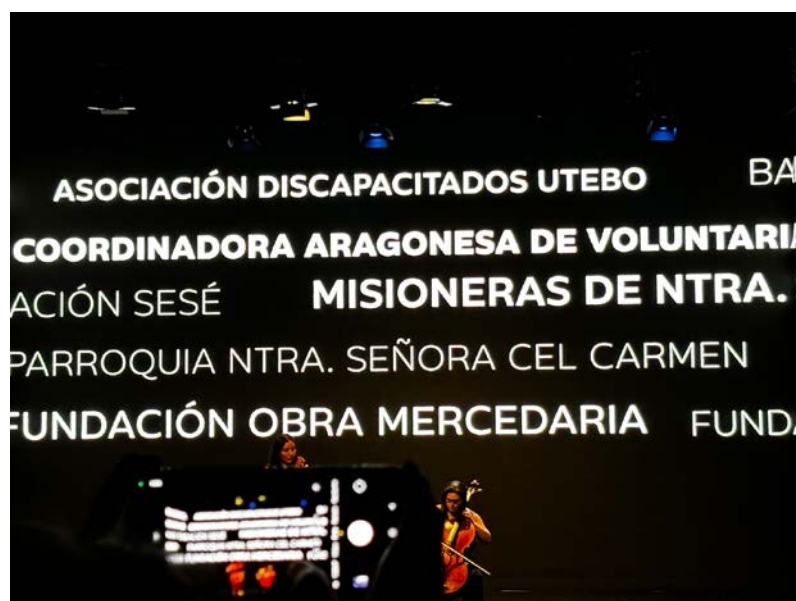 ASOCIACIÓN DISCAPACITADOS UTEBO BA
COORDINADORA ARAGONESA DE VOLUNTARIA
ACIÓN SESÉ MISIONERAS DE NTRA.
PARROQUIA NTRA. SEÑORA CEL CARMEN
FUNDACIÓN OBRA MERCEDARIA FUNDA